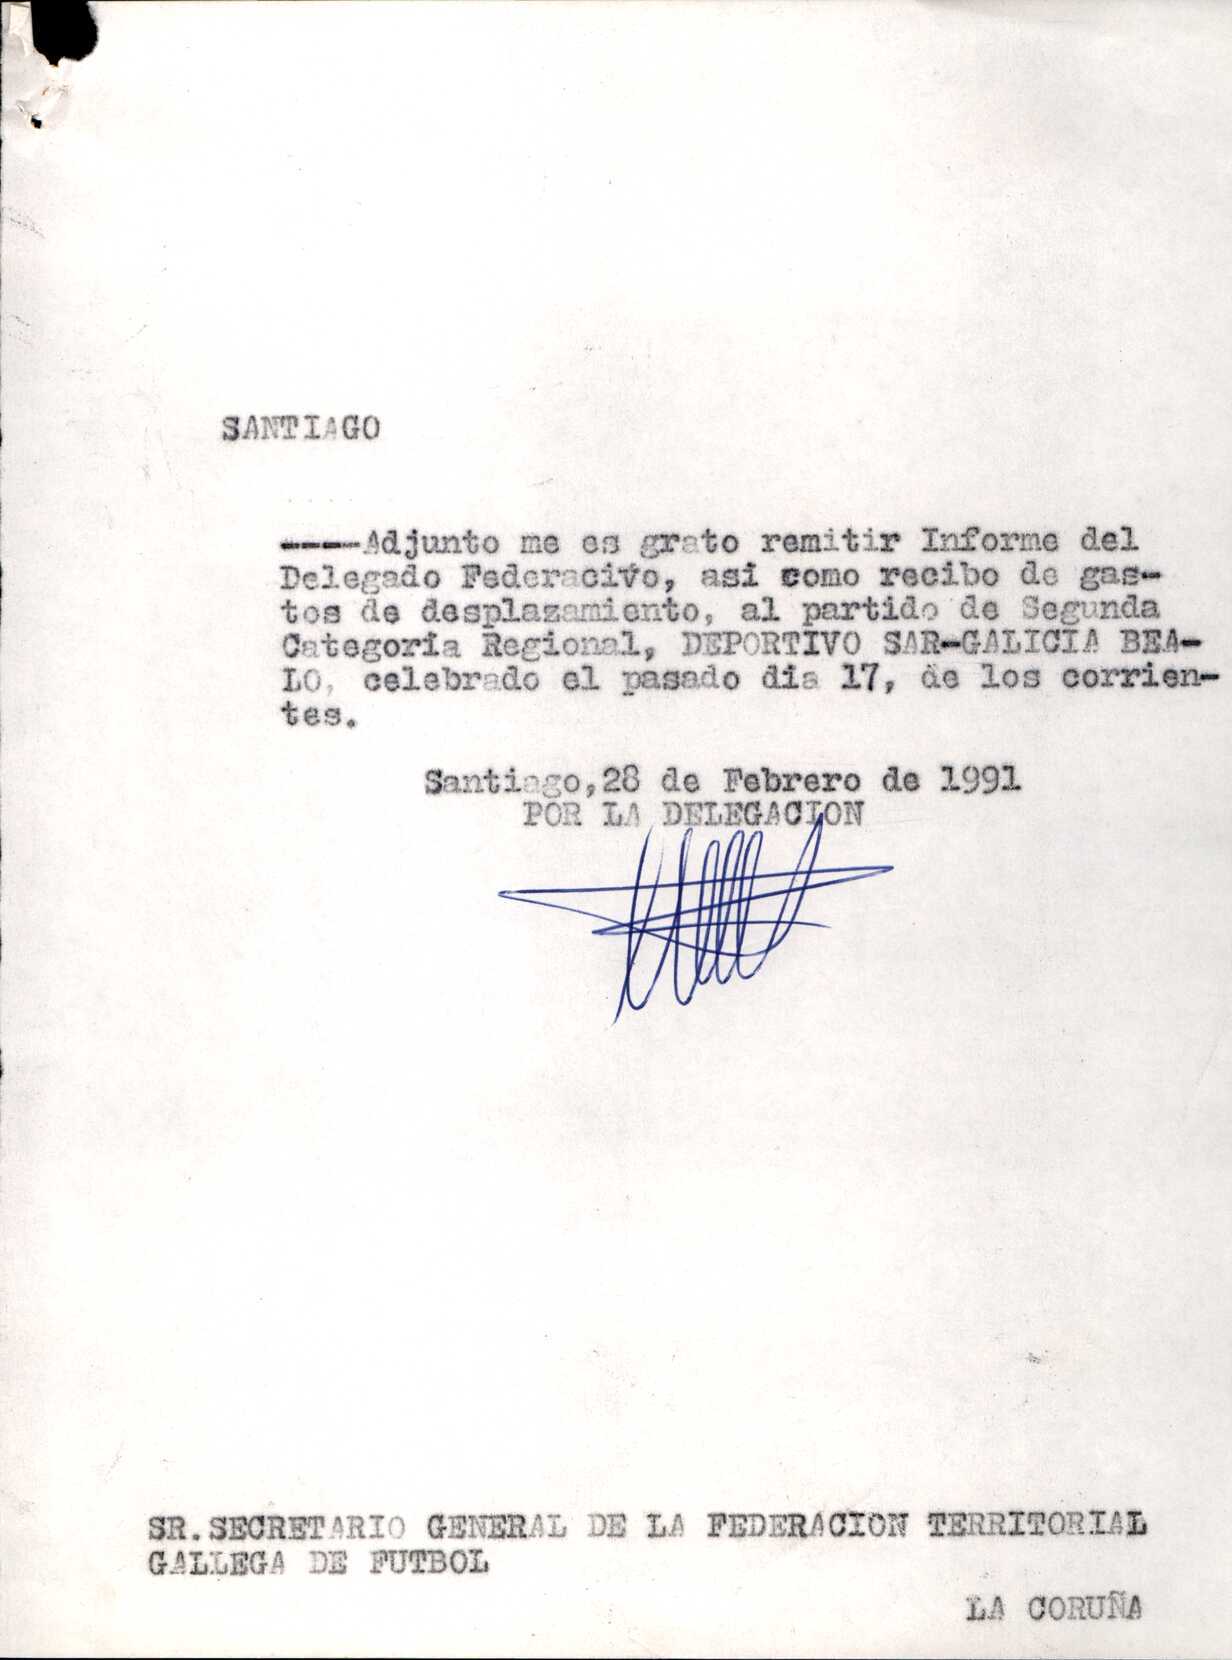 SANTIAGO
----Adjunto me es grato remitir Informe del
Delegado Federacivo, asi como recibo de gas-
tos de desplazamiento, al partido de Segunda
Categoría Regional, DEPORTIVO SAR-GALICIA BEA-
LO, celebrado el pasado dia 17, de los corrien-
tes.
Santiago,28 de Febrero de 1991
POR LA DELEGACION
SR.SECRETARIO GENERAL DE LA FEDERACION TERRITORIAL
GALLEGA DE FUTBOL
LA CORUÑA